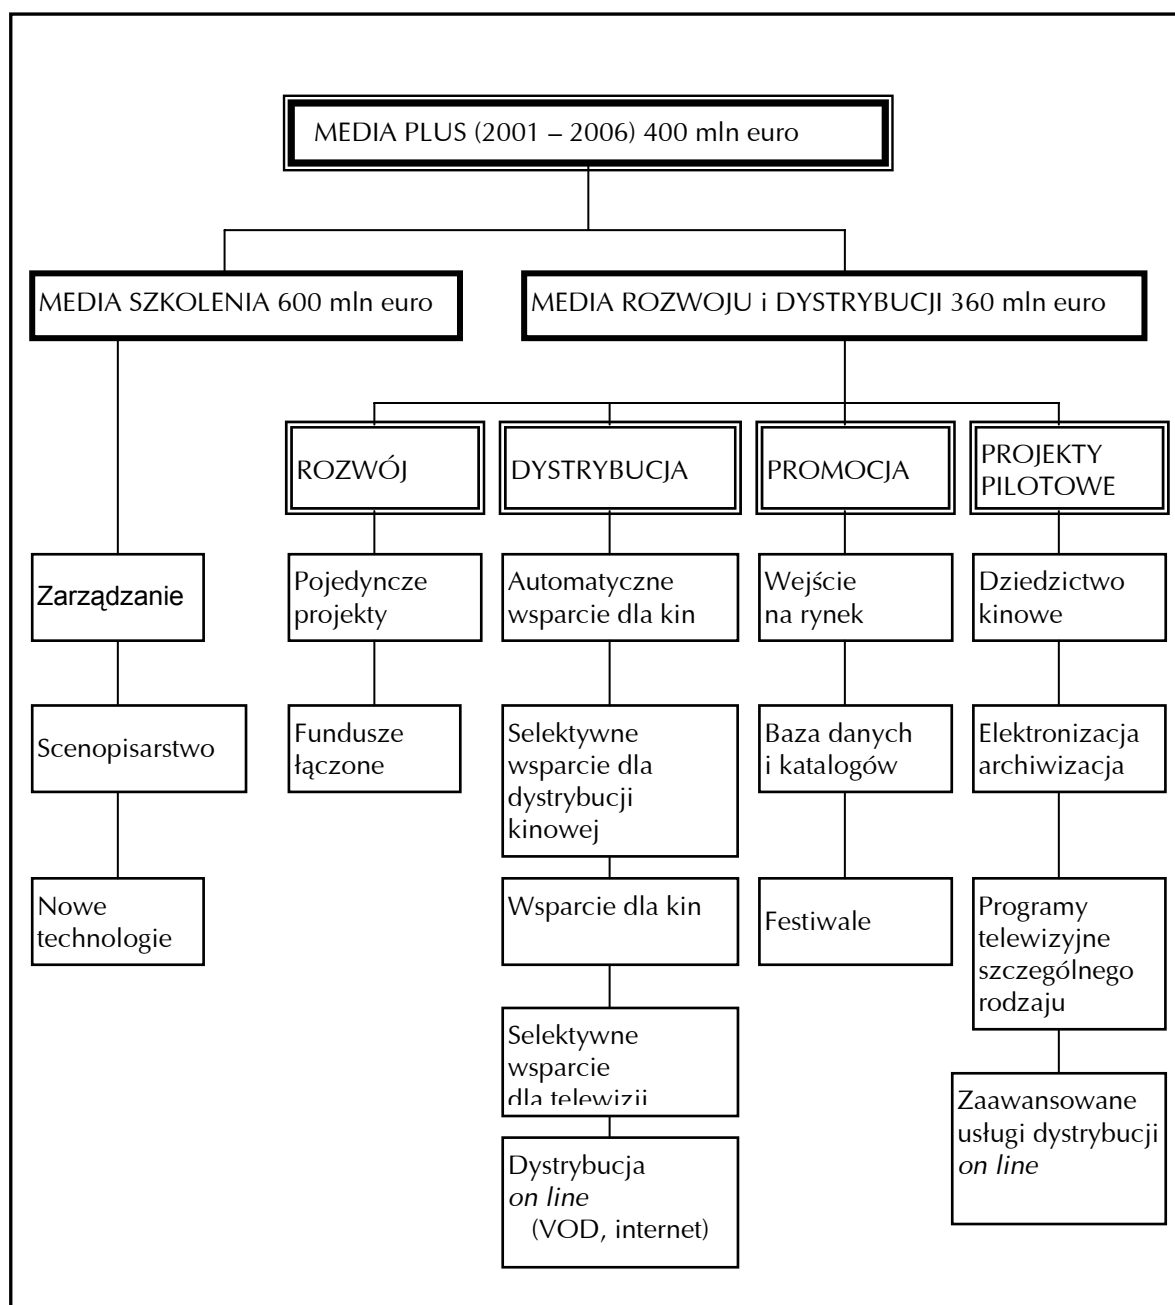 MEDIA PLUS (2001 – 2006) 400 mln euro
MEDIA SZKOLENIA 600 mln euro
MEDIA ROZWOJU i DYSTRYBUCJI 360 mln euro
Zarządzanie
Scenopisarstwo
Nowe
technologie
ROZWÓJ
Pojedyncze
projekty
Fundusze
łączone
DYSTRYBUCJA
Automatyczne
wsparcie dla kin
Selektywne
wsparcie dla
dystrybucji
kinowej
Wsparcie dla kin
Selektywne
wsparcie
dla telewizji
Dystrybucja
on line
(VOD, internet)
PROMOCJA
Wejście
na rynek
Baza danych
i katalogów
Festiwale
PROJEKTY
PILOTOWE
Dziedzictwo
kinowe
Elektronizacja
archiwizacja
Programy
telewizyjne
szczególnego
rodzaju
Zaawansowane
usługi dystrybucji
on line